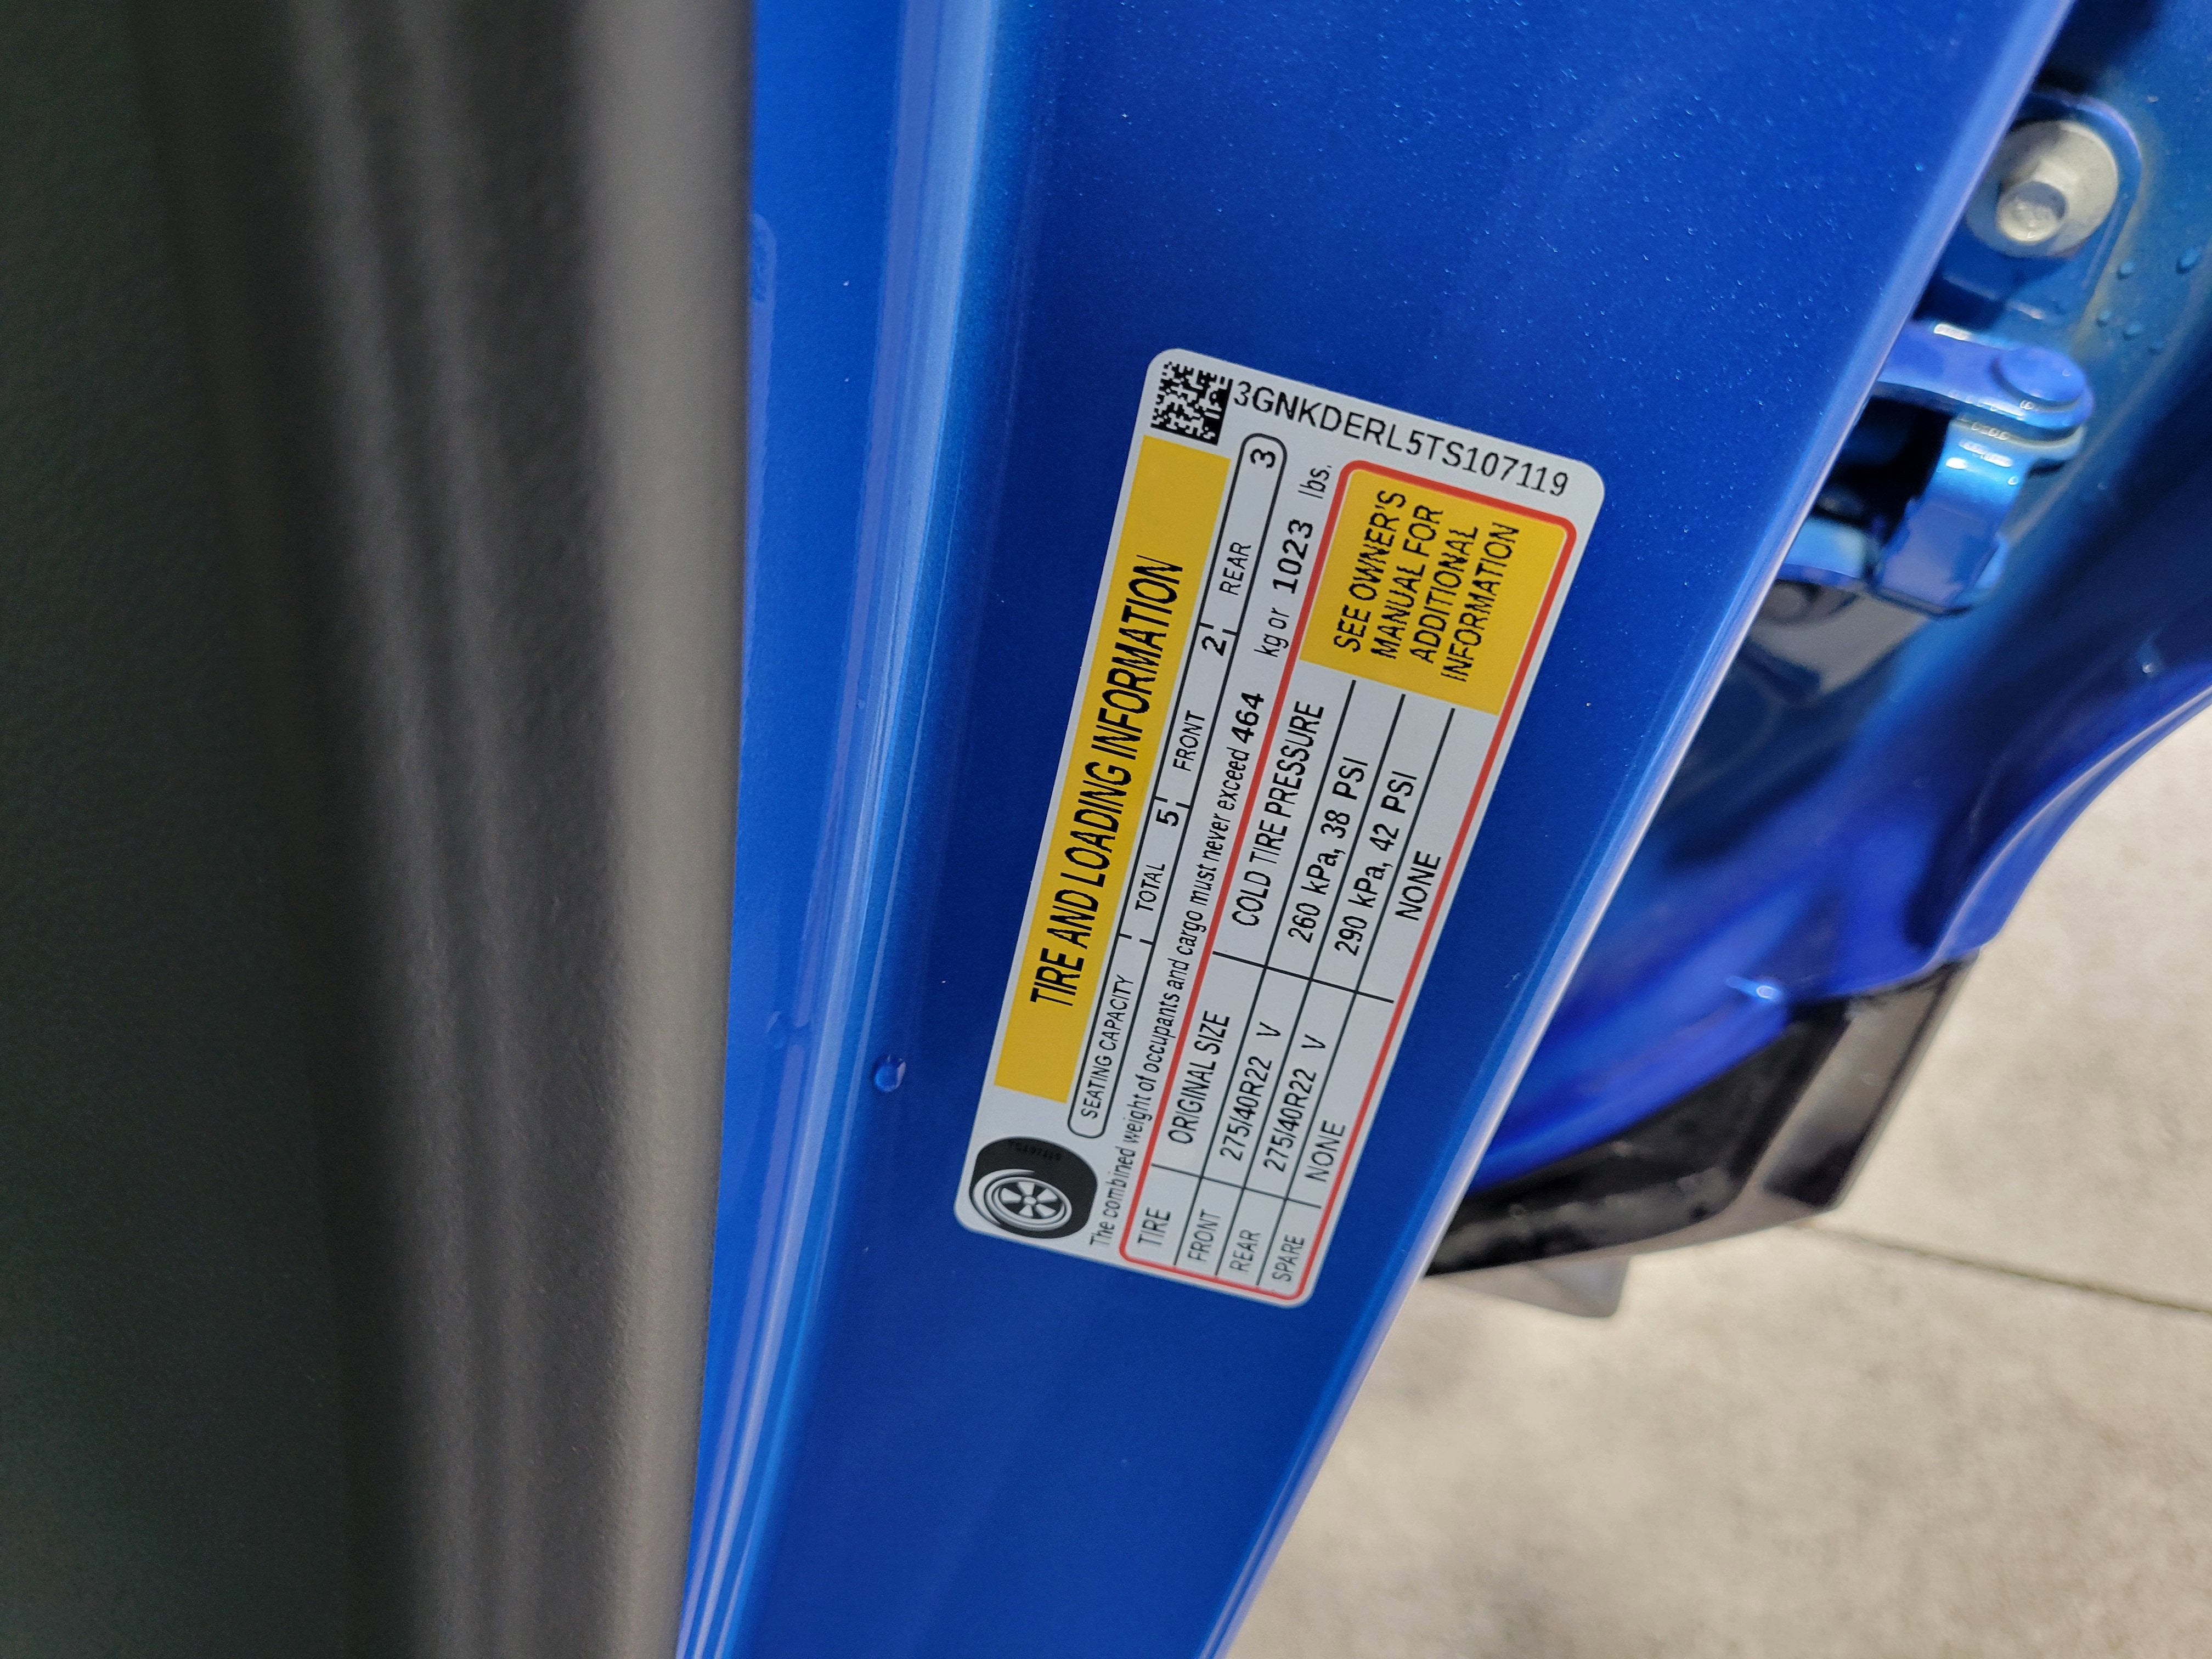 TIRE AND LOADING INFORMATION
SEATING CAPACITY TOTAL 5 FRONT 2 REAR 3
The combined weight of occupants and cargo must never exceed 464 kg or 1023 lbs.
TIRE ORIGINAL SIZE COLD TIRE PRESSURE
FRONT 275/40R22 V 260 kPa, 38 PSI
REAR 275/40R22 V 290 kPa, 42 PSI
SPARE NONE NONE
SEE OWNER'S
MANUAL FOR
ADDITIONAL
INFORMATION
3GNKDERL5TS107119